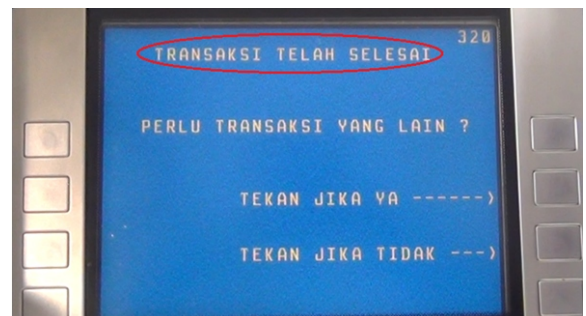 320
TRANSAKSI TELAH SELESAI
PERLU TRANSAKSI YANG LAIN ?
TEKAN JIKA YA ------>
TEKAN JIKA TIDAK --->